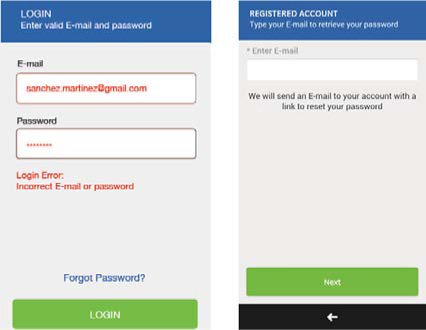 LOGIN
Enter valid E-mail and password
E-mail
sanchez.martinez@gmail.com
Password
********
Login Error:
Incorrect E-mail or password
Forgot Password?
LOGIN
REGISTERED ACCOUNT
Type your E-mail to retrieve your password
* Enter E-mail
We will send an E-mail to your account with a
link to reset your password
Next